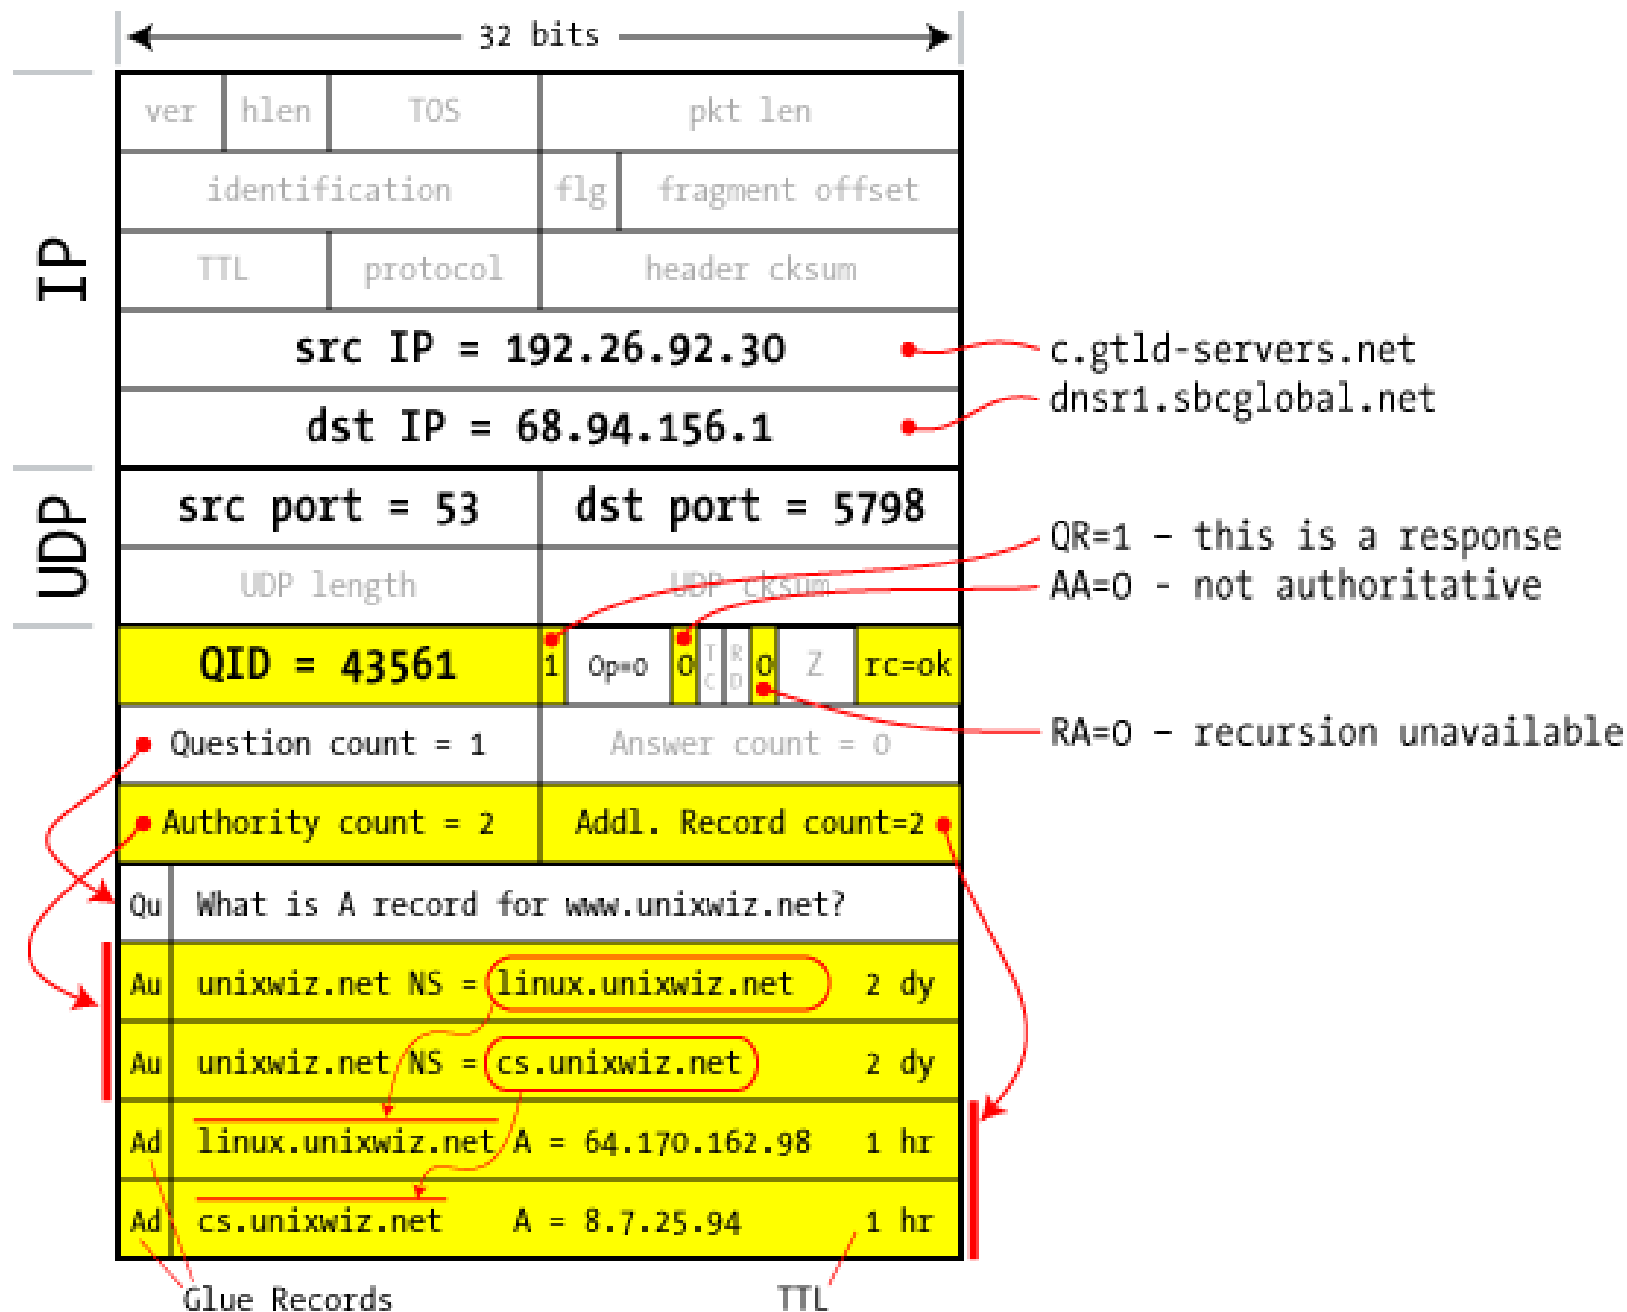 32 bits
ver hlen TOS pkt len
identification flg fragment offset
TTL protocol header cksum
IP
src IP = 192.26.92.30 c.gtld-servers.net
dst IP = 68.94.156.1 dnsr1.sbcglobal.net
UDP
src port = 53 dst port = 5798
QR=1 – this is a response
UDP length UDP cksum AA=0 - not authoritative
QID = 43561 1 Op=0 0 TC RD 0 Z rc=ok
RA=0 – recursion unavailable
Question count = 1 Answer count = 0
Authority count = 2 Addl. Record count=2
Qu What is A record for www.unixwiz.net?
Au unixwiz.net NS = linux.unixwiz.net 2 dy
Au unixwiz.net NS = cs.unixwiz.net 2 dy
Ad linux.unixwiz.net A = 64.170.162.98 1 hr
Ad cs.unixwiz.net A = 8.7.25.94 1 hr
Glue Records TTL